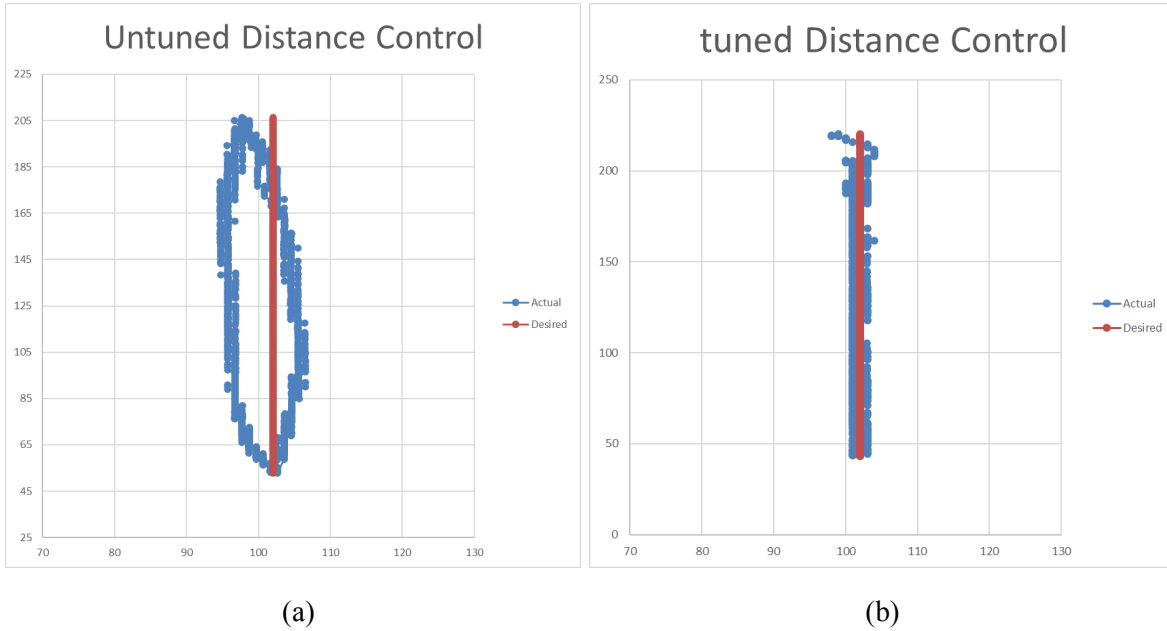 Untuned Distance Control
225
205
185
165
145
125
105
85
65
45
25
70 80 90 100 110 120 130
Actual
Desired
(a)
tuned Distance Control
250
200
150
100
50
0
70 80 90 100 110 120 130
Actual
Desired
(b)